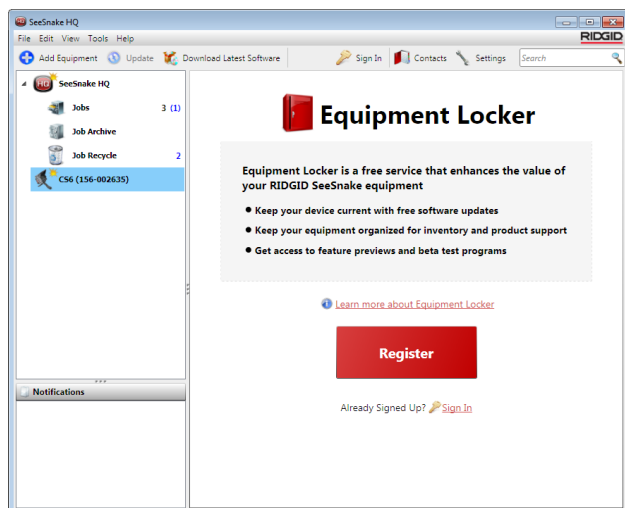 SeeSnake HQ
File Edit View Tools Help
RIDGID
Add Equipment Update Download Latest Software Sign In Contacts Settings Search
HQ SeeSnake HQ
Jobs 3 (1)
Job Archive
Job Recycle 2
CS6 (156-002635)
Notifications
Equipment Locker
Equipment Locker is a free service that enhances the value of
your RIDGID SeeSnake equipment
• Keep your device current with free software updates
• Keep your equipment organized for inventory and product support
• Get access to feature previews and beta test programs
Learn more about Equipment Locker
Register
Already Signed Up? Sign In